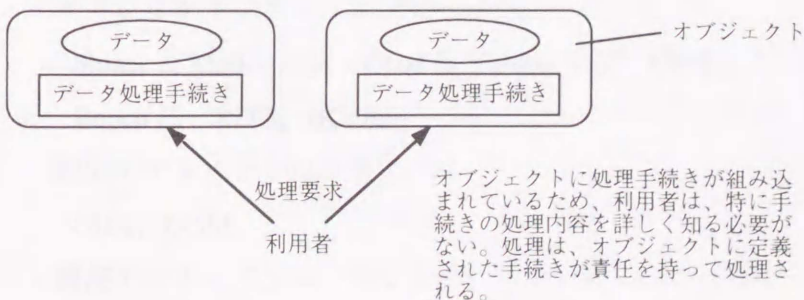 データ
データ処理手続き
データ
データ処理手続き
オブジェクト
処理要求
利用者
オブジェクトに処理手続きが組み込
まれているため、利用者は、特に手
続きの処理内容を詳しく知る必要が
ない。処理は、オブジェクトに定義
された手続きが責任を持って処理さ
れる。